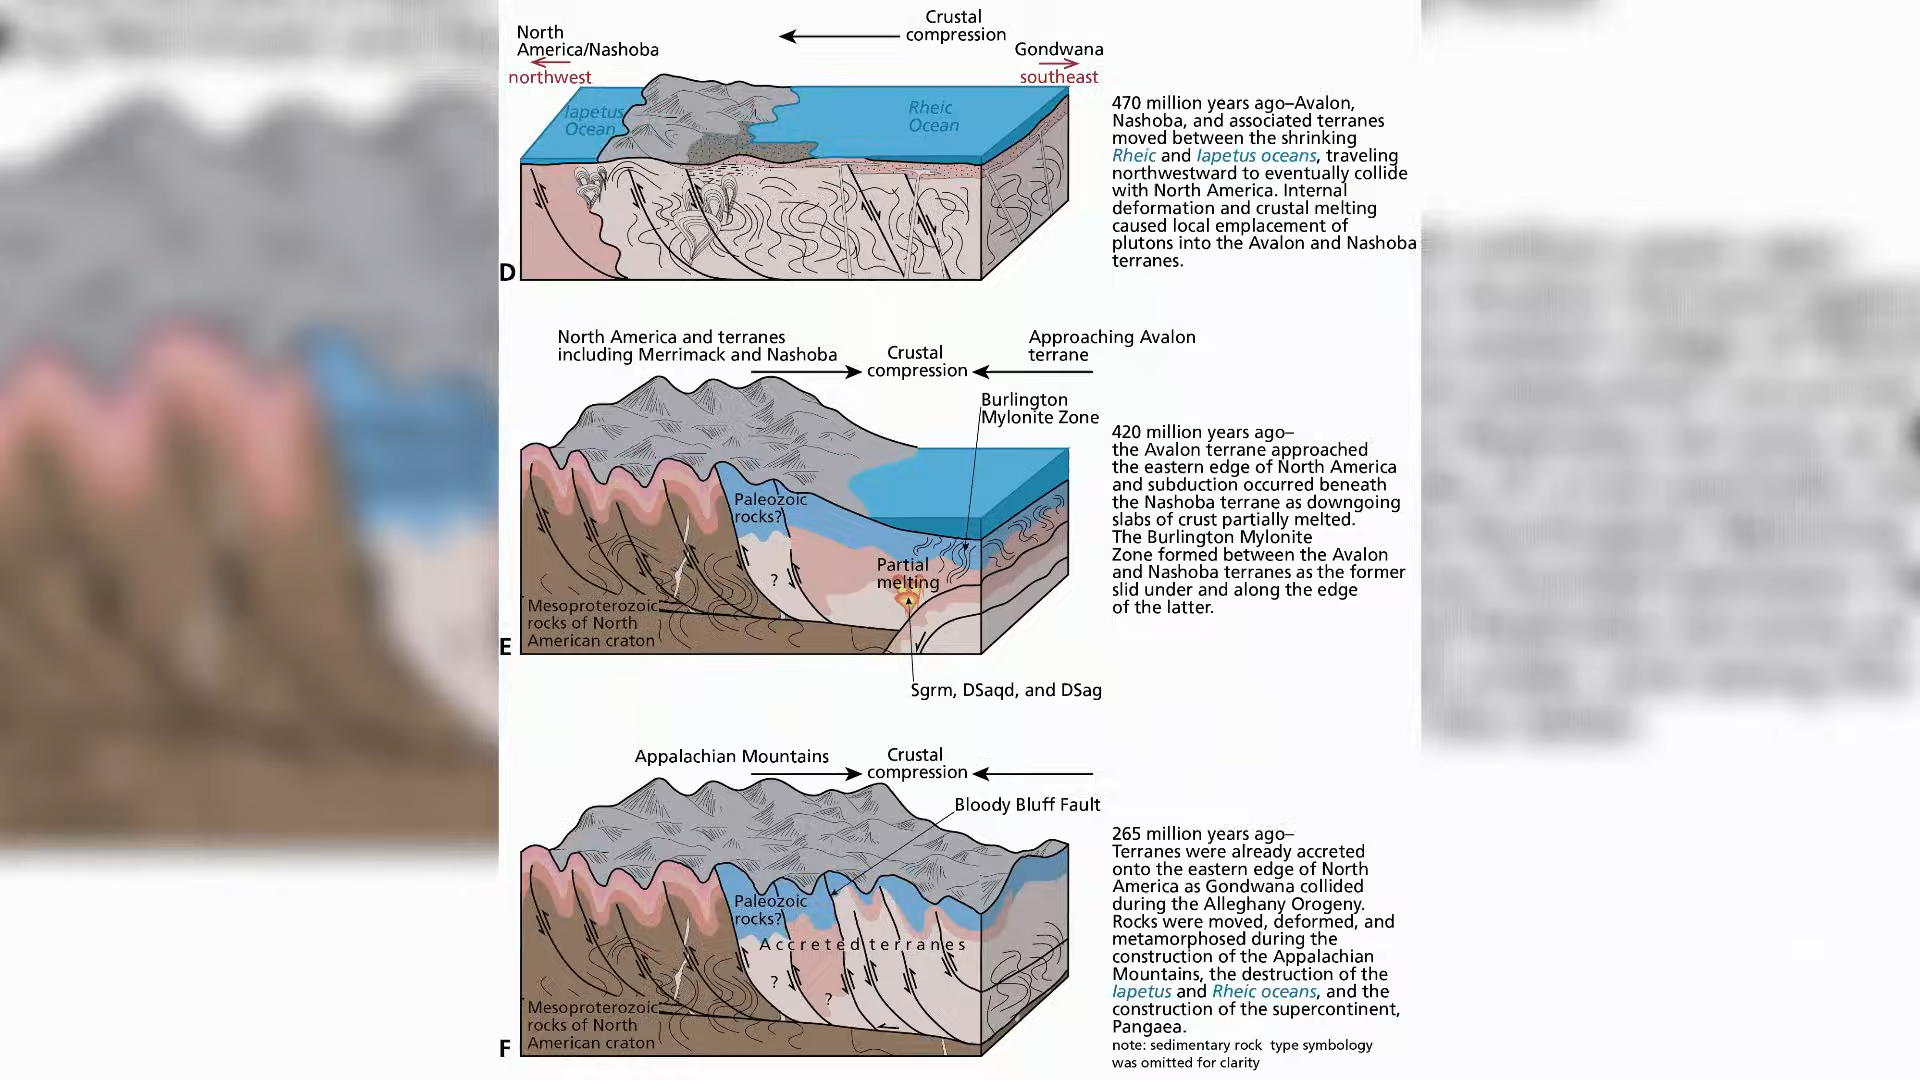 Crustal
compression
North
America/Nashoba
northwest
Gondwana
southeast
Iapetus
Ocean
Rheic
Ocean
D
470 million years ago–Avalon,
Nashoba, and associated terranes
moved between the shrinking
Rheic and Iapetus oceans, traveling
northwestward to eventually collide
with North America. Internal
deformation and crustal melting
caused local emplacement of
plutons into the Avalon and Nashoba
terranes.
North America and terranes
including Merrimack and Nashoba
Crustal
compression
Approaching Avalon
terrane
Burlington
Mylonite Zone
Paleozoic
rocks?
?
Partial
melting
Mesoproterozoic
rocks of North
American craton
E
Sgrm, DSaqd, and DSag
420 million years ago–
the Avalon terrane approached
the eastern edge of North America
and subduction occurred beneath
the Nashoba terrane as downgoing
slabs of crust partially melted.
The Burlington Mylonite
Zone formed between the Avalon
and Nashoba terranes as the former
slid under and along the edge
of the latter.
Appalachian Mountains
Crustal
compression
Bloody Bluff Fault
Paleozoic
rocks?
Accreted terranes
?
?
Mesoproterozoic
rocks of North
American craton
F
265 million years ago–
Terranes were already accreted
onto the eastern edge of North
America as Gondwana collided
during the Alleghany Orogeny.
Rocks were moved, deformed, and
metamorphosed during the
construction of the Appalachian
Mountains, the destruction of the
Iapetus and Rheic oceans, and the
construction of the supercontinent,
Pangaea.
note: sedimentary rock type symbology
was omitted for clarity